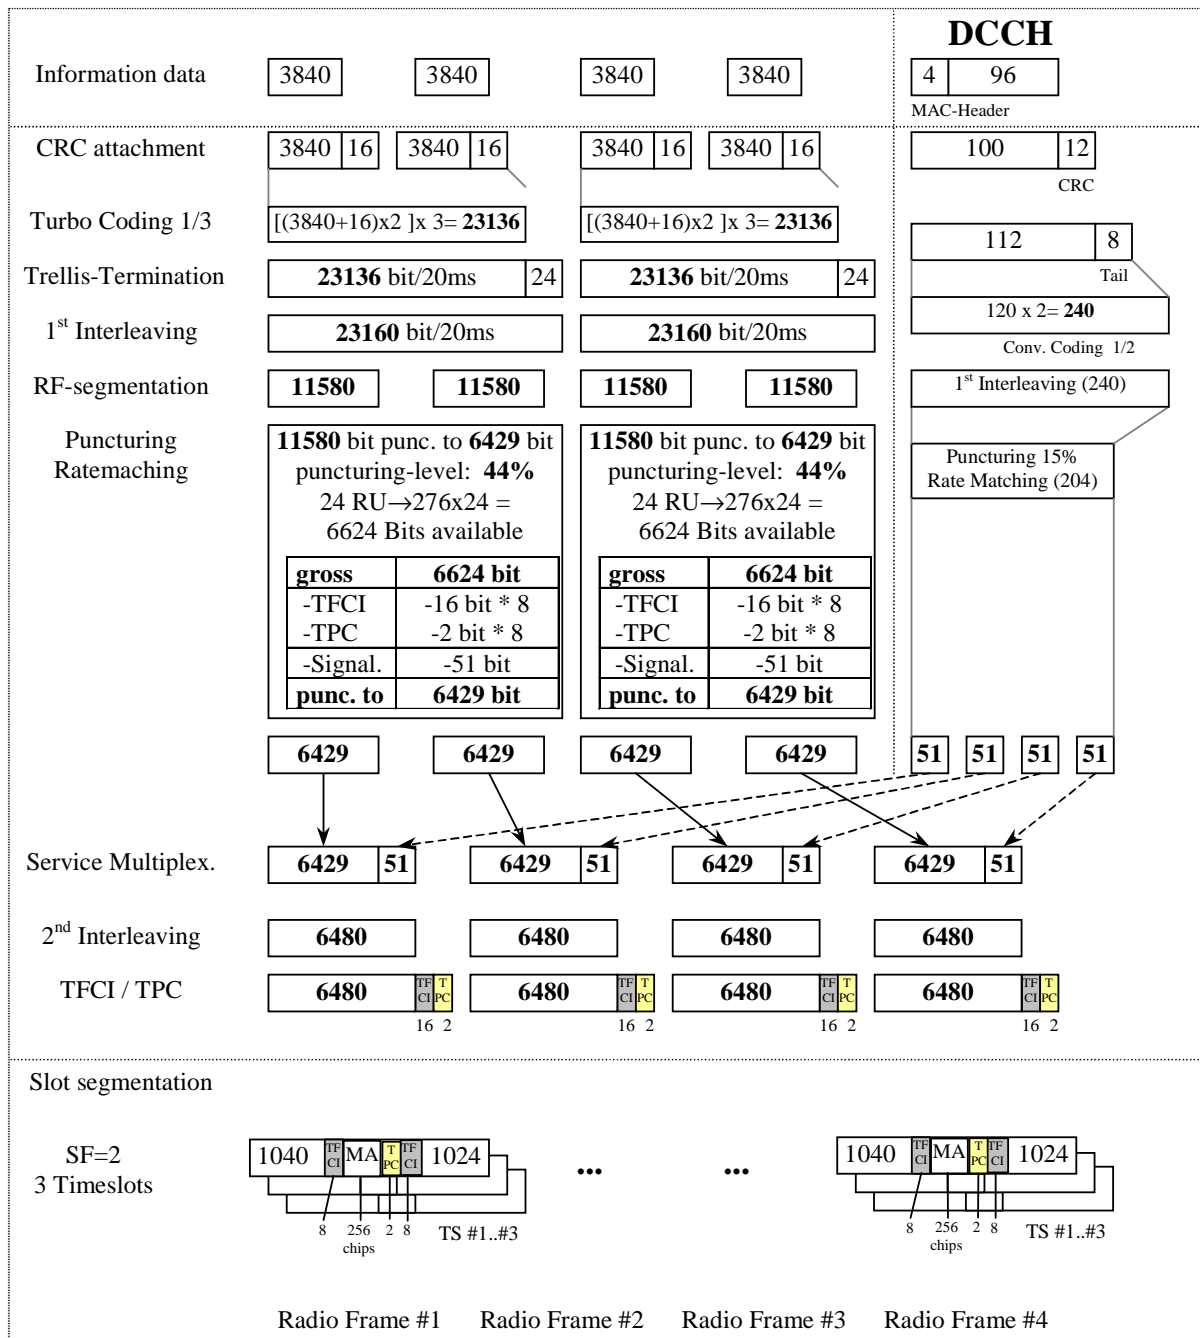 DCCH
Information data 3840 3840 3840 3840 4 96
MAC-Header
CRC attachment 3840 16 3840 16 3840 16 3840 16 100 12
CRC
Turbo Coding 1/3 [(3840+16)x2 ]x 3= 23136 [(3840+16)x2 ]x 3= 23136
112 8
Trellis-Termination 23136 bit/20ms 24 23136 bit/20ms 24
Tail
120 x 2= 240
1st Interleaving 23160 bit/20ms 23160 bit/20ms
Conv. Coding 1/2
RF-segmentation 11580 11580 11580 11580 1st Interleaving (240)
Puncturing
Ratemaching
11580 bit punc. to 6429 bit
puncturing-level: 44%
24 RU→276x24 =
6624 Bits available
gross 6624 bit
-TFCI -16 bit * 8
-TPC -2 bit * 8
-Signal. -51 bit
punc. to 6429 bit
11580 bit punc. to 6429 bit
puncturing-level: 44%
24 RU→276x24 =
6624 Bits available
gross 6624 bit
-TFCI -16 bit * 8
-TPC -2 bit * 8
-Signal. -51 bit
punc. to 6429 bit
Puncturing 15%
Rate Matching (204)
6429 6429 6429 6429 51 51 51 51
Service Multiplex. 6429 51 6429 51 6429 51 6429 51
2nd Interleaving 6480 6480 6480 6480
TFCI / TPC 6480 TF CI T PC 6480 TF CI T PC 6480 TF CI T PC 6480 TF CI T PC
16 2 16 2 16 2 16 2
Slot segmentation
SF=2
3 Timeslots
1040 TF CI MA T PC TF CI 1024 ... ... 1040 TF CI MA T PC TF CI 1024
8 256 2 8 TS #1..#3 8 256 2 8 TS #1..#3
chips chips
Radio Frame #1 Radio Frame #2 Radio Frame #3 Radio Frame #4